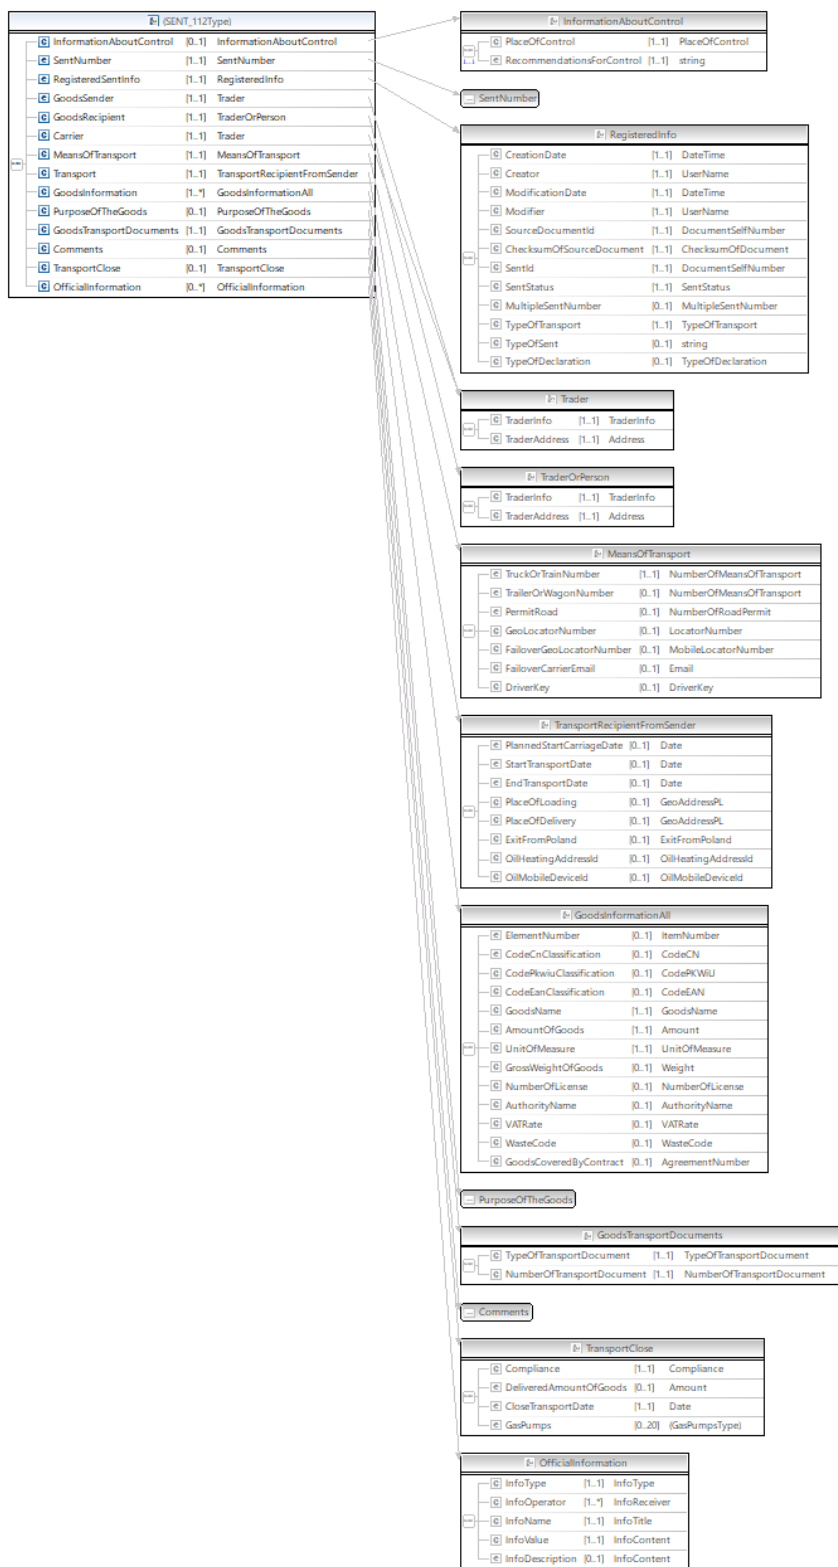 (SENT_112Type)
InformationAboutControl [0..1] InformationAboutControl
SentNumber [1..1] SentNumber
RegisteredSentInfo [1..1] RegisteredInfo
GoodsSender [1..1] Trader
GoodsRecipient [1..1] TraderOrPerson
Carrier [1..1] Trader
MeansOfTransport [1..1] MeansOfTransport
Transport [1..1] TransportRecipientFromSender
GoodsInformation [1..*] GoodsInformationAll
PurposeOfTheGoods [0..1] PurposeOfTheGoods
GoodsTransportDocuments [1..1] GoodsTransportDocuments
Comments [0..1] Comments
TransportClose [0..1] TransportClose
OfficialInformation [0..*] OfficialInformation
InformationAboutControl
PlaceOfControl [1..1] PlaceOfControl
RecommendationsForControl [1..1] string
SentNumber
RegisteredInfo
CreationDate [1..1] DateTime
Creator [1..1] UserName
ModificationDate [1..1] DateTime
Modifier [1..1] UserName
SourceDocumentId [1..1] DocumentSelfNumber
ChecksumOfSourceDocument [1..1] ChecksumOfDocument
SentId [1..1] DocumentSelfNumber
SentStatus [1..1] SentStatus
MultipleSentNumber [0..1] MultipleSentNumber
TypeOfTransport [1..1] TypeOfTransport
TypeOfSent [0..1] string
TypeOfDeclaration [0..1] TypeOfDeclaration
Trader
TraderInfo [1..1] TraderInfo
TraderAddress [1..1] Address
TraderOrPerson
TraderInfo [1..1] TraderInfo
TraderAddress [1..1] Address
MeansOfTransport
TruckOrTrainNumber [1..1] NumberOfMeansOfTransport
TrailerOrWagonNumber [0..1] NumberOfMeansOfTransport
PermitRoad [0..1] NumberOfRoadPermit
GeoLocatorNumber [0..1] LocatorNumber
FailoverGeoLocatorNumber [0..1] MobileLocatorNumber
FailoverCarrierEmail [0..1] Email
DriverKey [0..1] DriverKey
TransportRecipientFromSender
PlannedStartCarriageDate [0..1] Date
StartTransportDate [0..1] Date
EndTransportDate [0..1] Date
PlaceOfLoading [0..1] GeoAddressPL
PlaceOfDelivery [0..1] GeoAddressPL
ExitFromPoland [0..1] ExitFromPoland
OilHeatingAddressId [0..1] OilHeatingAddressId
OilMobileDeviceId [0..1] OilMobileDeviceId
GoodsInformationAll
ElementNumber [0..1] ItemNumber
CodeCnClassification [0..1] CodeCN
CodePkwiuClassification [0..1] CodePKWiU
CodeEanClassification [0..1] CodeEAN
GoodsName [1..1] GoodsName
AmountOfGoods [1..1] Amount
UnitOfMeasure [1..1] UnitOfMeasure
GrossWeightOfGoods [0..1] Weight
NumberOfLicense [0..1] NumberOfLicense
AuthorityName [0..1] AuthorityName
VATRate [0..1] VATRate
WasteCode [0..1] WasteCode
GoodsCoveredByContract [0..1] AgreementNumber
PurposeOfTheGoods
GoodsTransportDocuments
TypeOfTransportDocument [1..1] TypeOfTransportDocument
NumberOfTransportDocument [1..1] NumberOfTransportDocument
Comments
TransportClose
Compliance [1..1] Compliance
DeliveredAmountOfGoods [0..1] Amount
CloseTransportDate [1..1] Date
GasPumps [0..20] (GasPumpsType)
OfficialInformation
InfoType [1..1] InfoType
InfoOperator [1..*] InfoReceiver
InfoName [1..1] InfoTitle
InfoValue [1..1] InfoContent
InfoDescription [0..1] InfoContent